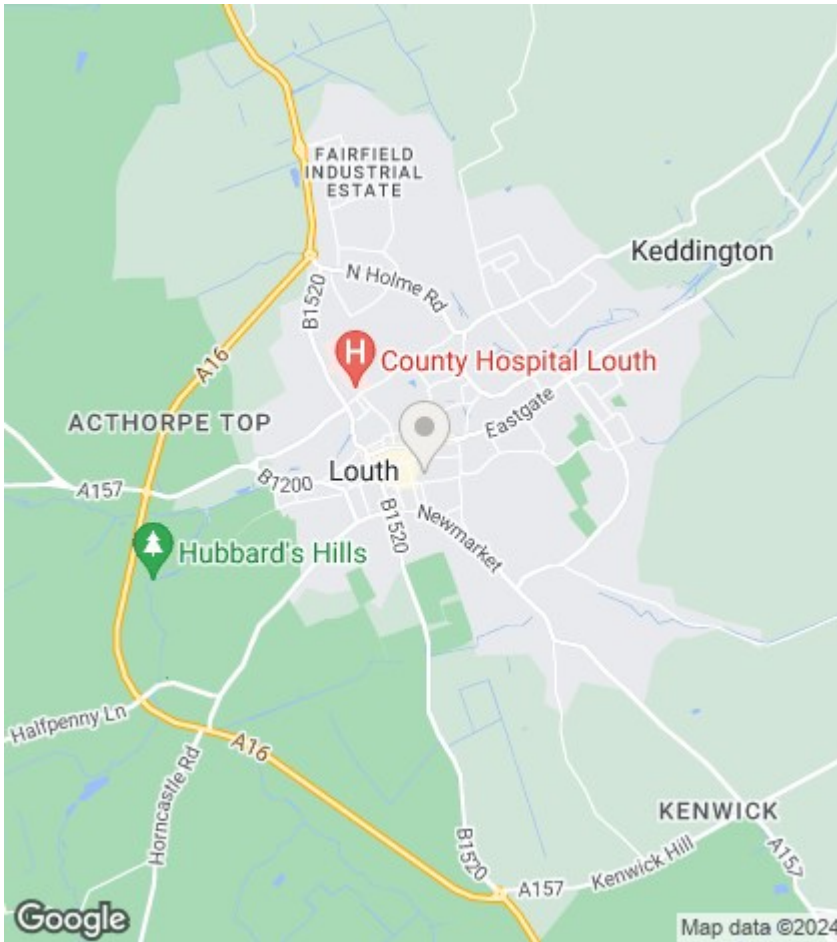 FAIRFIELD
INDUSTRIAL
ESTATE
Keddington
N Holme Rd
B1520
A16
H
County Hospital Louth
ACTHORPE TOP
Eastgate
Louth
B1200
A157
B1520
Newmarket
Hubbard's Hills
Halfpenny Ln
A16
Horncastle Rd
KENWICK
B1520
A157
Kenwick Hill
A157
Google
Map data ©2024